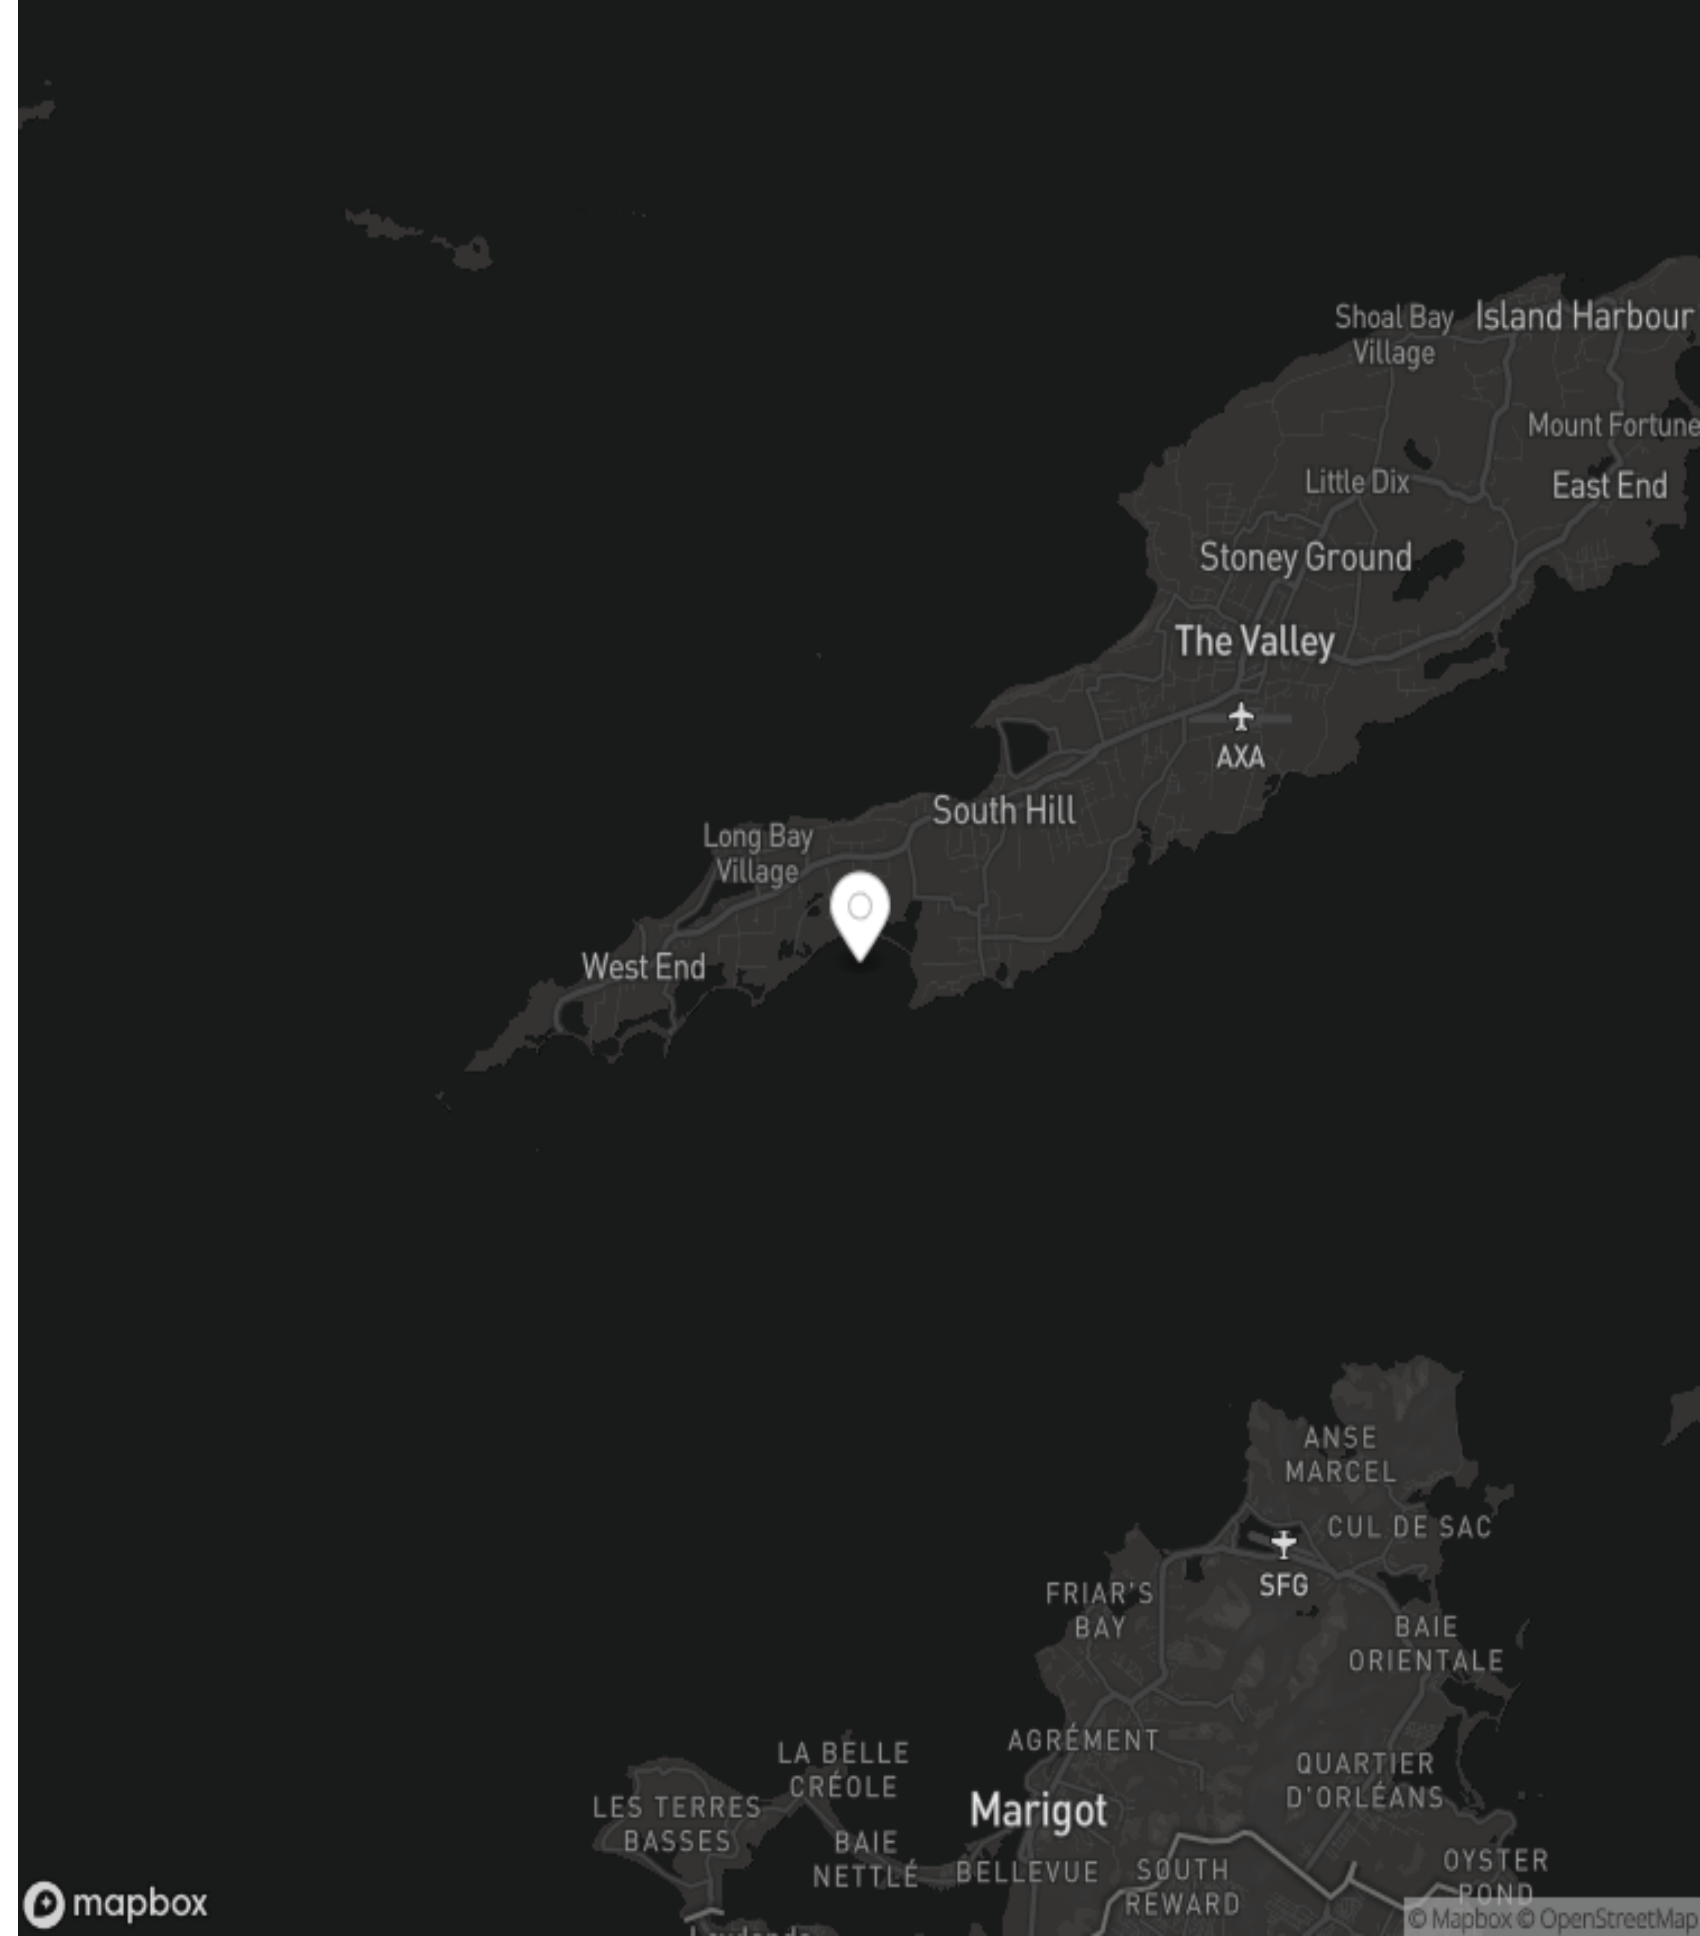 Shoal Bay
Village
Island Harbour
Mount Fortune
Little Dix
East End
Stoney Ground
The Valley
AXA
South Hill
Long Bay
Village
West End
ANSE
MARCEL
CUL DE SAC
SFG
FRIAR'S
BAY
BAIE
ORIENTALE
AGRÉMENT
LA BELLE
CRÉOLE
QUARTIER
D'ORLÉANS
LES TERRES
BASSES
Marigot
BAIE
NETTLÉ
BELLEVUE
SOUTH
REWARD
OYSTER
POND
mapbox
© Mapbox © OpenStreetMap